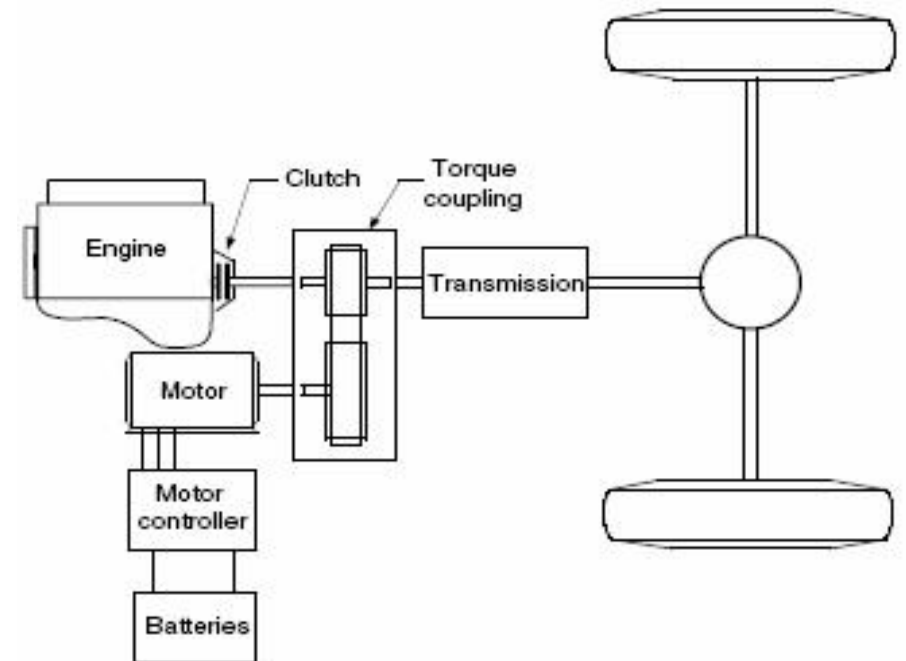 Clutch
Torque
coupling
Engine
Transmission
Motor
Motor
controller
Batteries